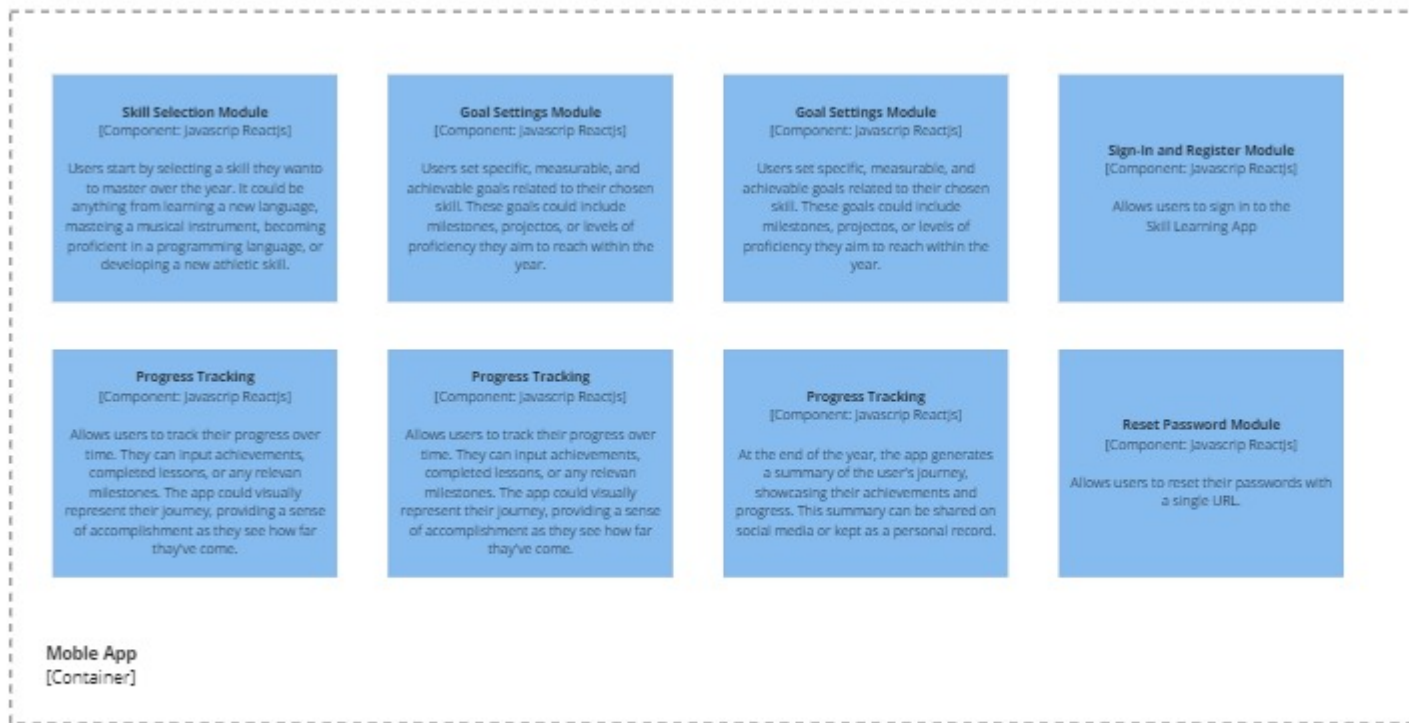 Skill Selection Module
[Component: Javascrip ReactJs]
Users start by selecting a skill they wanto
to master over the year. It could be
anything from learning a new language,
masteing a musical instrument, becoming
proficient in a programming language, or
developing a new athletic skill.
Goal Settings Module
[Component: Javascrip ReactJs]
Users set specific, measurable, and
achievable goals related to their chosen
skill. These goals could include
milestones, projectos, or levels of
proficiency they aim to reach within the
year.
Goal Settings Module
[Component: Javascrip ReactJs]
Users set specific, measurable, and
achievable goals related to their chosen
skill. These goals could include
milestones, projectos, or levels of
proficiency they aim to reach within the
year.
Sign-In and Register Module
[Component: Javascrip ReactJs]
Allows users to sign in to the
Skill Learning App
Progress Tracking
[Component: Javascrip ReactJs]
Allows users to track their progress over
time. They can input achievements,
completed lessons, or any relevan
milestones. The app could visually
represent their journey, providing a sense
of accomplishment as they see how far
thay've come.
Progress Tracking
[Component: Javascrip ReactJs]
Allows users to track their progress over
time. They can input achievements,
completed lessons, or any relevan
milestones. The app could visually
represent their journey, providing a sense
of accomplishment as they see how far
thay've come.
Progress Tracking
[Component: Javascrip ReactJs]
At the end of the year, the app generates
a summary of the user's journey,
showcasing their achievements and
progress. This summary can be shared on
social media or kept as a personal record.
Reset Password Module
[Component: Javascrip ReactJs]
Allows users to reset their passwords with
a single URL.
Moble App
[Container]